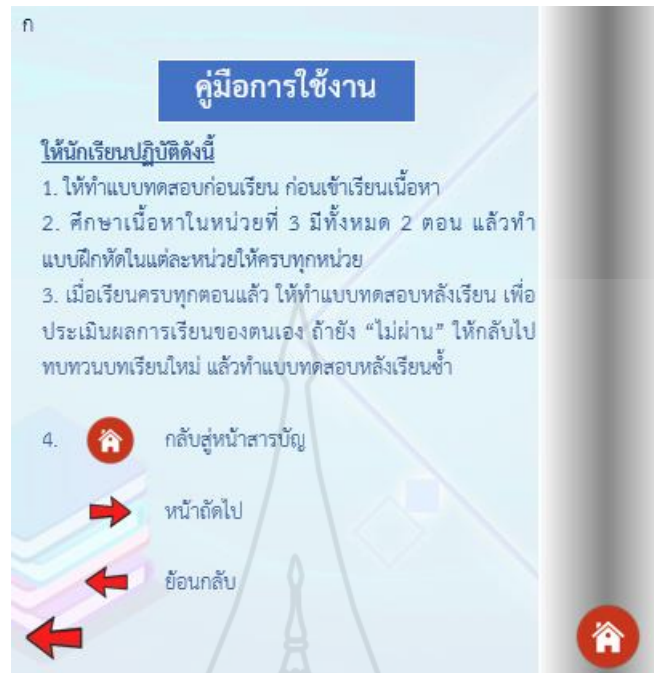 ก
คู่มือการใช้งาน
ให้นักเรียนปฏิบัติดังนี้
1. ให้ทำแบบทดสอบก่อนเรียน ก่อนเข้าเรียนเนื้อหา
2. ศึกษาเนื้อหาในหน่วยที่ 3 มีทั้งหมด 2 ตอน แล้วทำ
แบบฝึกหัดในแต่ละหน่วยให้ครบทุกหน่วย
3. เมื่อเรียนครบทุกตอนแล้ว ให้ทำแบบทดสอบหลังเรียน เพื่อ
ประเมินผลการเรียนของตนเอง ถ้ายัง “ไม่ผ่าน” ให้กลับไป
ทบทวนบทเรียนใหม่ แล้วทำแบบทดสอบหลังเรียนซ้ำ
4. กลับสู่หน้าสารบัญ
หน้าถัดไป
ย้อนกลับ